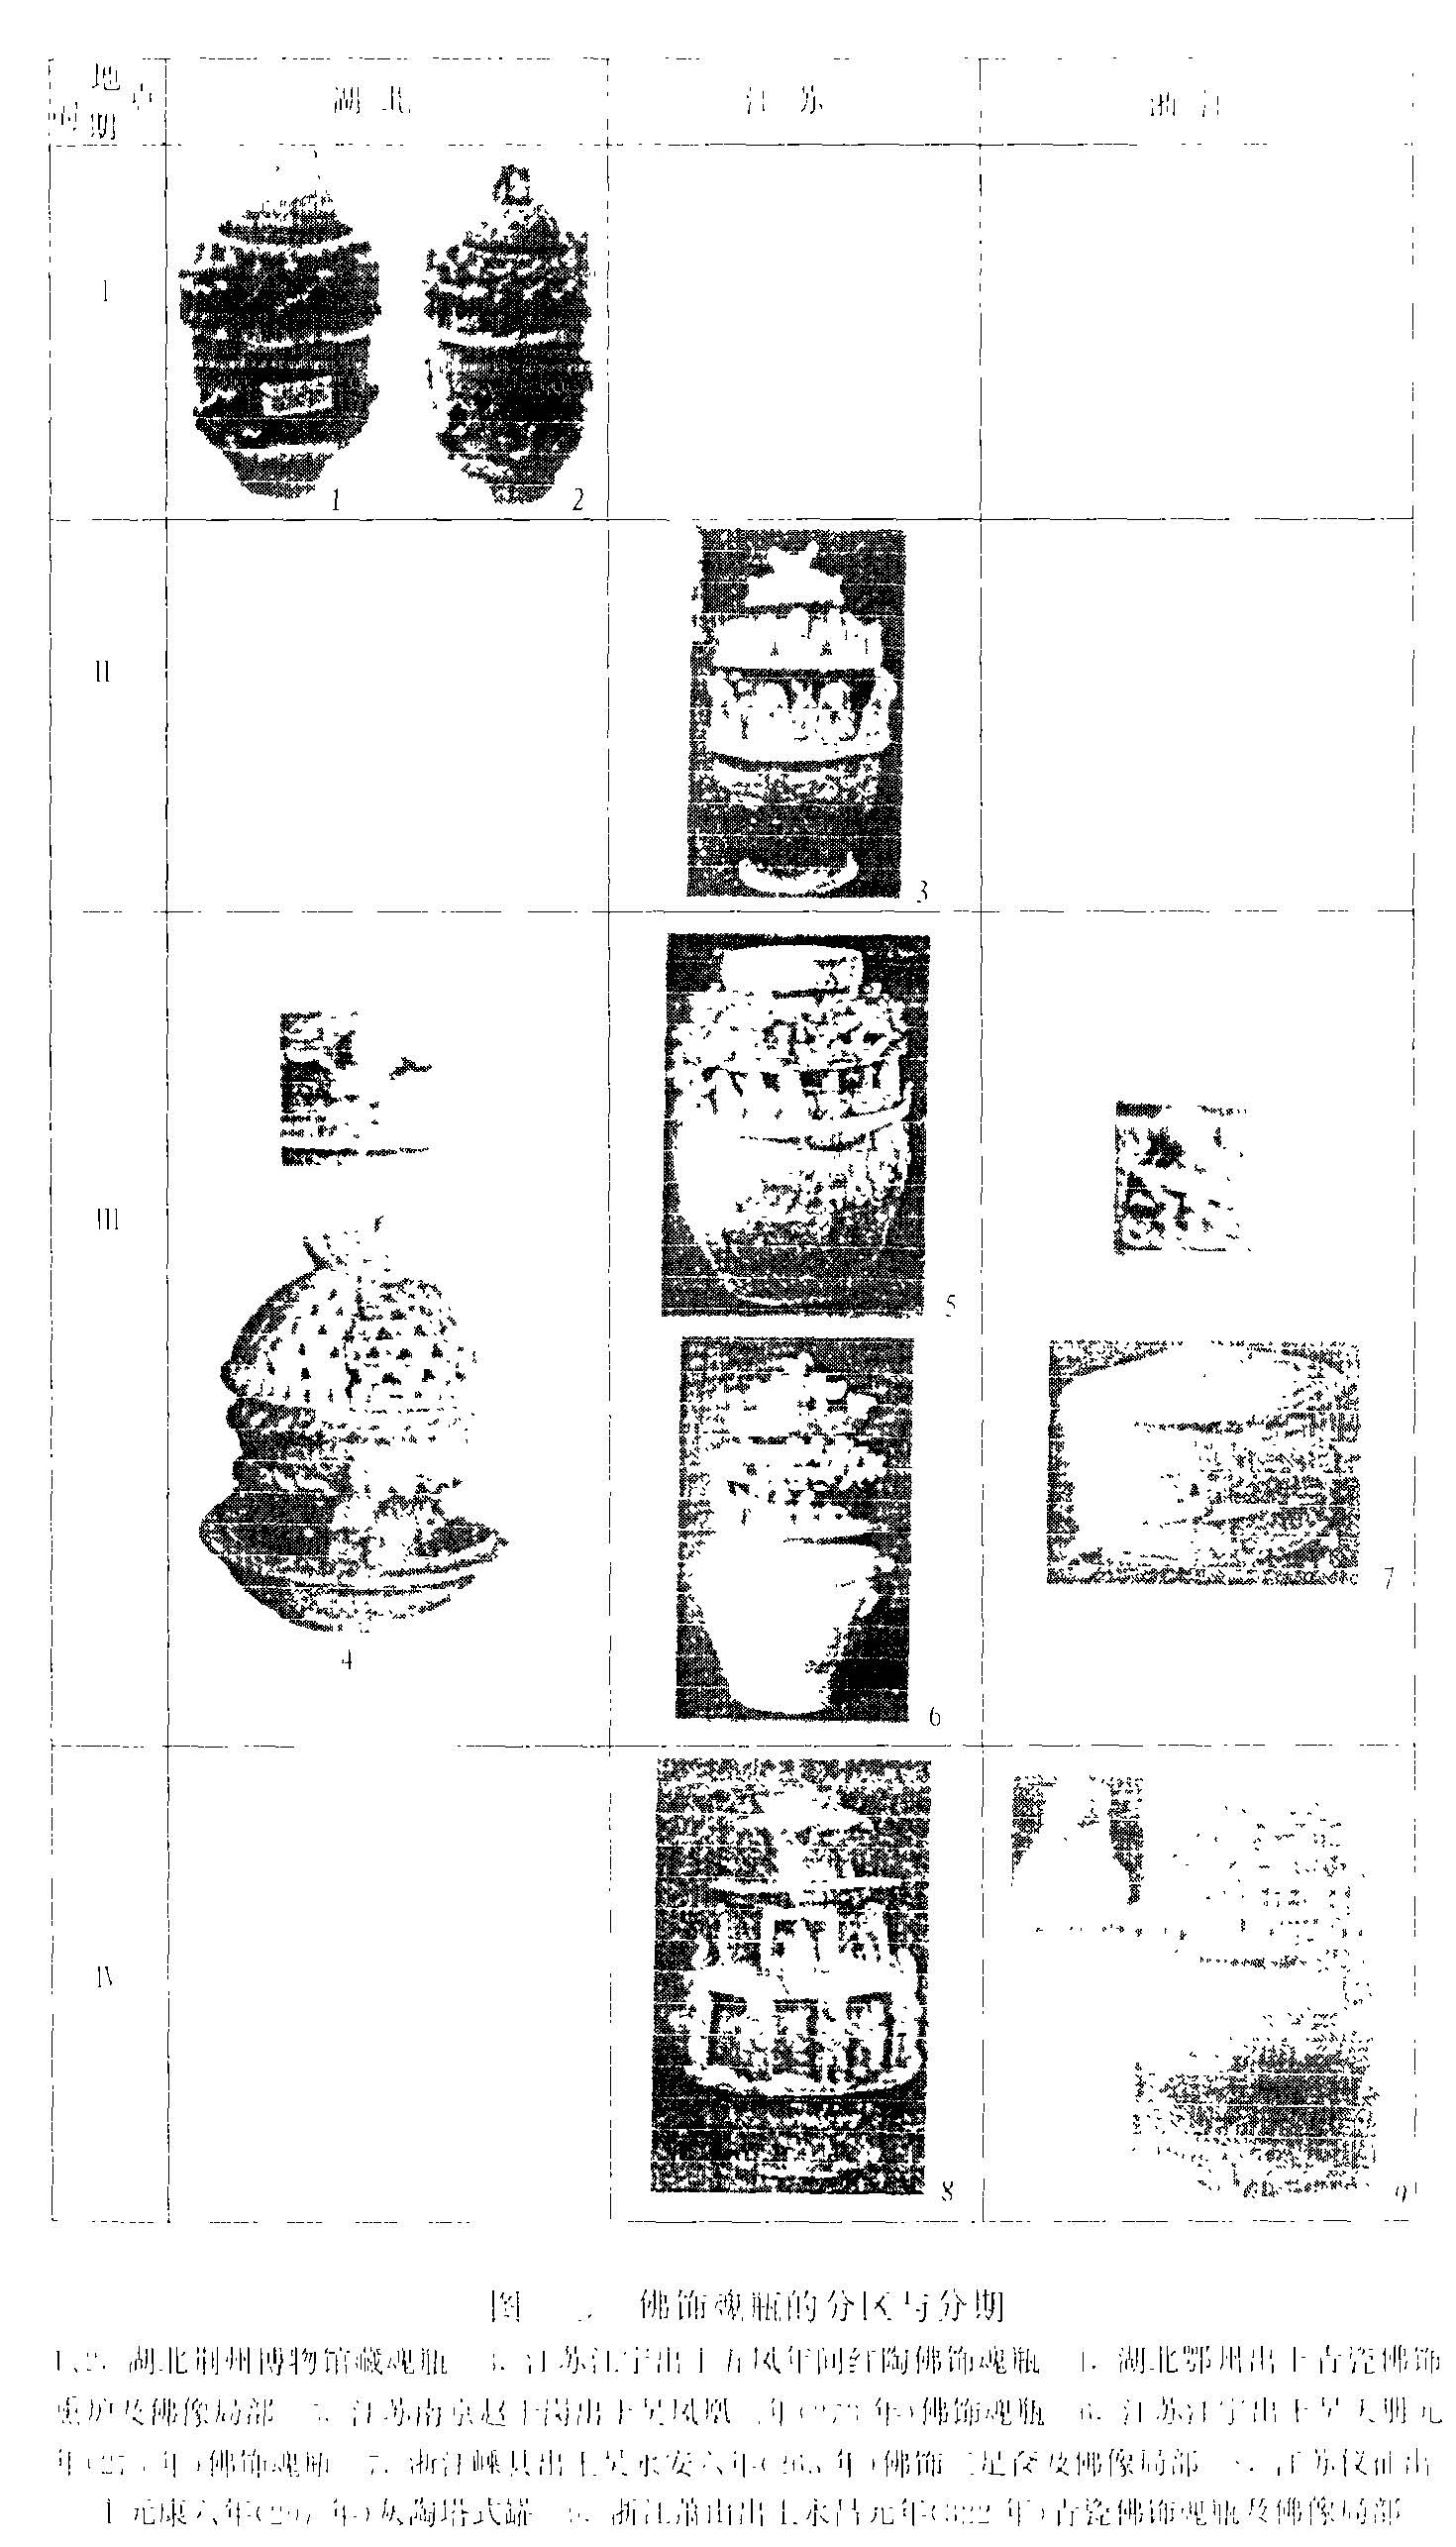 地点
时期
湖北 江苏 浙江
I
1 2
II
3
III
5
4
6
7
IV
8
9
图 佛饰魂瓶的分区与分期
1、2. 湖北荆州博物馆藏魂瓶 3. 江苏江宁出土五凤年间红陶佛饰魂瓶 4. 湖北鄂州出土青瓷佛饰
熏炉及佛像局部 5. 江苏南京赵士岗出土吴凤凰 年( 年)佛饰魂瓶 6. 江苏江宁出土吴天册元
年(275年)佛饰魂瓶 7. 浙江嵊县出土吴永安六年(263年)佛饰三足 及佛像局部 8. 江苏仪征出
土元康六年( 年)灰陶塔式罐 9. 浙江萧山出土永昌元年(322年)青瓷佛饰魂瓶及佛像局部